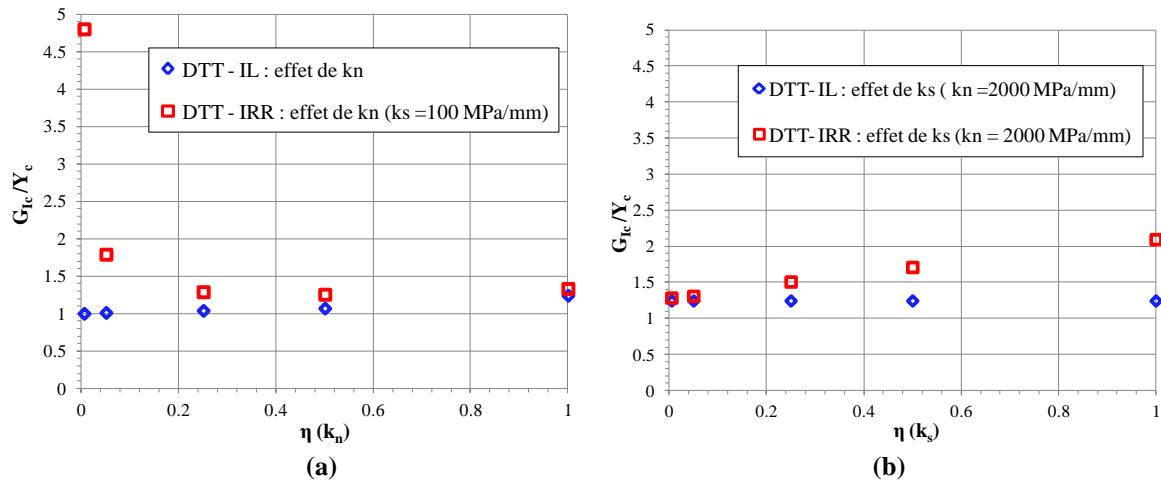 5
4.5
4
3.5
3
2.5
2
1.5
1
0.5
0
G_Ic/Y_c
DTT - IL : effet de kn
DTT - IRR : effet de kn (ks =100 MPa/mm)
0 0.2 0.4 0.6 0.8 1
η (k_n)
(a)
5
4.5
4
3.5
3
2.5
2
1.5
1
0.5
0
G_Ic/Y_c
DTT- IL : effet de ks ( kn =2000 MPa/mm)
DTT- IRR : effet de ks (kn = 2000 MPa/mm)
0 0.2 0.4 0.6 0.8 1
η (k_s)
(b)